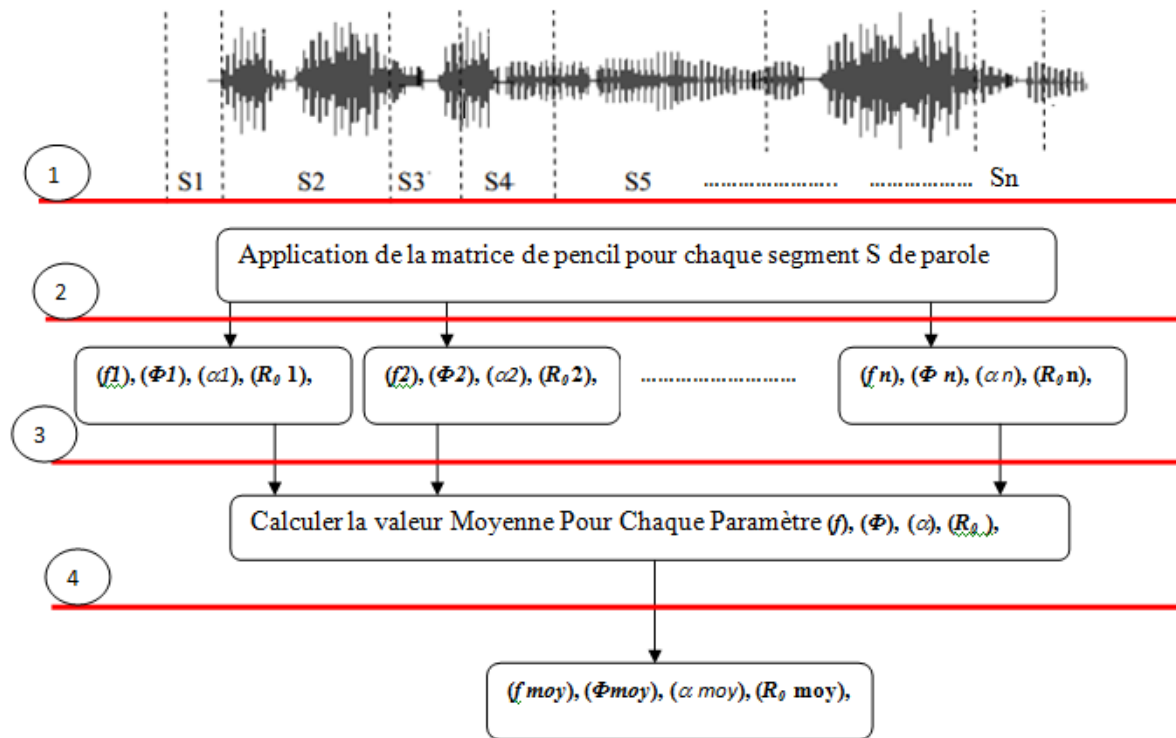 1
S1 S2 S3 S4 S5 ........................ .................... Sn
Application de la matrice de pencil pour chaque segment S de parole
2
(f1), (Φ1), (α1), (R₀ 1), (f2), (Φ2), (α2), (R₀ 2), ............................ (f n), (Φ n), (α n), (R₀ n),
3
Calculer la valeur Moyenne Pour Chaque Paramètre (f), (Φ), (α), (R₀ ),
4
(f moy), (Φmoy), (α moy), (R₀ moy),